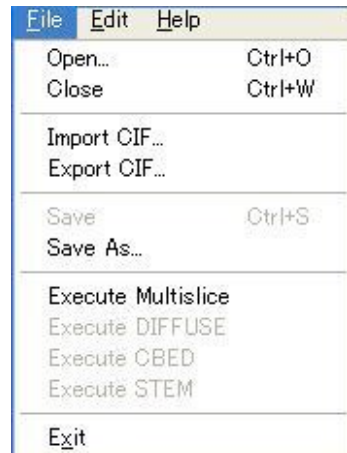 File Edit Help
Open... Ctrl+O
Close Ctrl+W
Import CIF...
Export CIF...
Save Ctrl+S
Save As...
Execute Multislice
Execute DIFFUSE
Execute CBED
Execute STEM
Exit